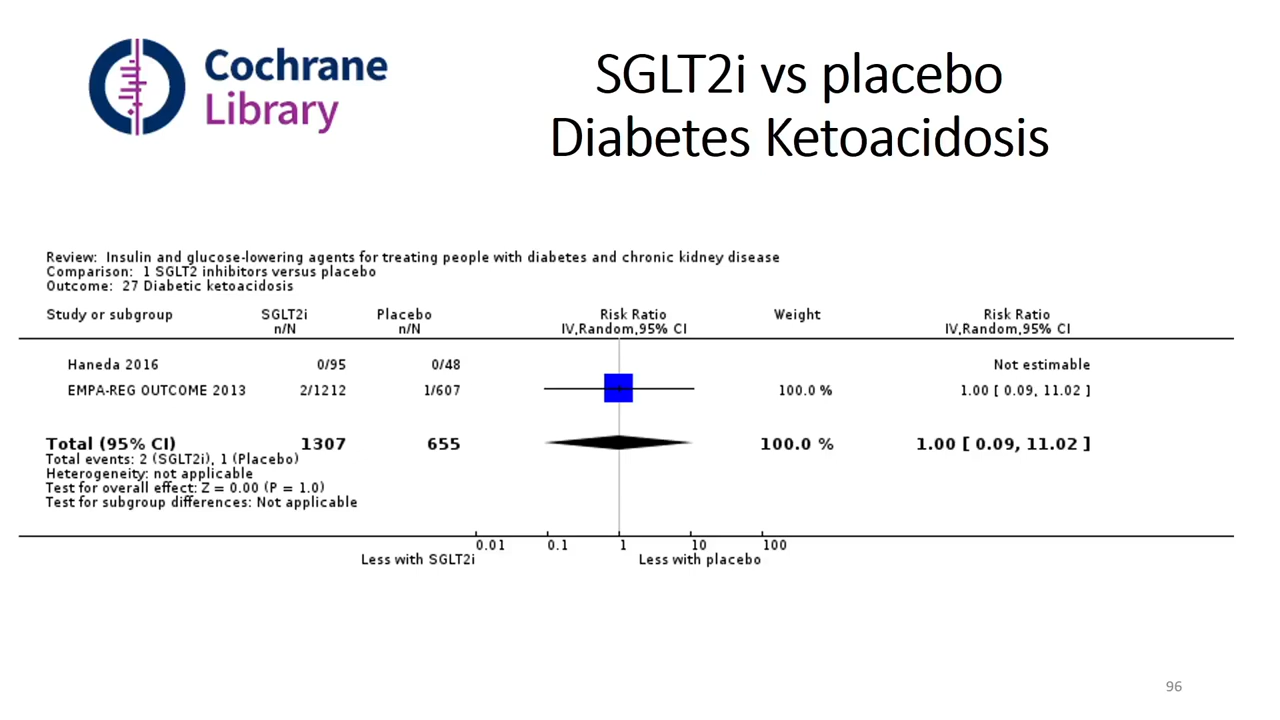 Cochrane
Library
SGLT2i vs placebo
Diabetes Ketoacidosis
Review: Insulin and glucose-lowering agents for treating people with diabetes and chronic kidney disease
Comparison: 1 SGLT2 inhibitors versus placebo
Outcome: 27 Diabetic ketoacidosis
Study or subgroup SGLT2i Placebo Risk Ratio Weight Risk Ratio
n/N n/N IV,Random,95% CI IV,Random,95% CI
Haneda 2016 0/95 0/48 Not estimable
EMPA-REG OUTCOME 2013 2/1212 1/607 100.0 % 1.00 [ 0.09, 11.02 ]
Total (95% CI) 1307 655 100.0 % 1.00 [ 0.09, 11.02 ]
Total events: 2 (SGLT2i), 1 (Placebo)
Heterogeneity: not applicable
Test for overall effect: Z = 0.00 (P = 1.0)
Test for subgroup differences: Not applicable
0.01 0.1 1 10 100
Less with SGLT2i Less with placebo
96